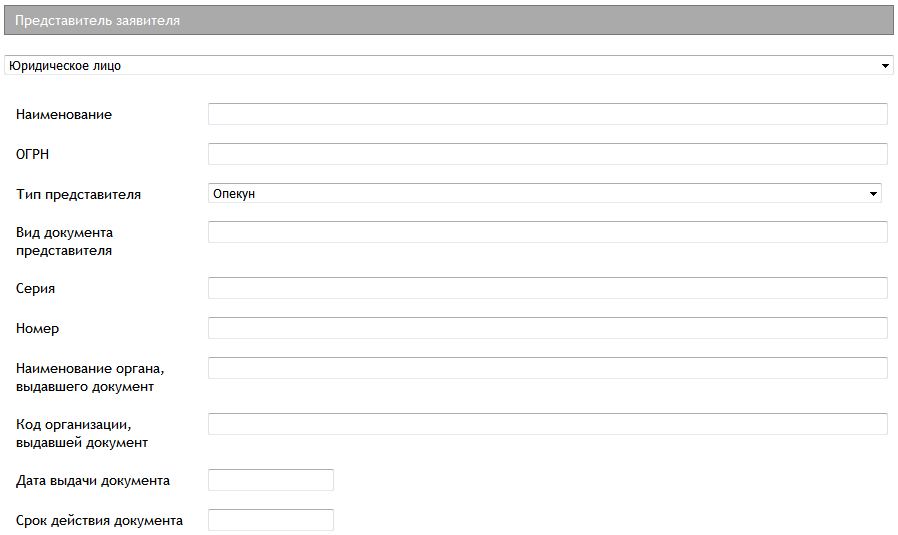 Представитель заявителя
Юридическое лицо
Наименование
ОГРН
Тип представителя
Опекун
Вид документа
представителя
Серия
Номер
Наименование органа,
выдавшего документ
Код организации,
выдавшей документ
Дата выдачи документа
Срок действия документа